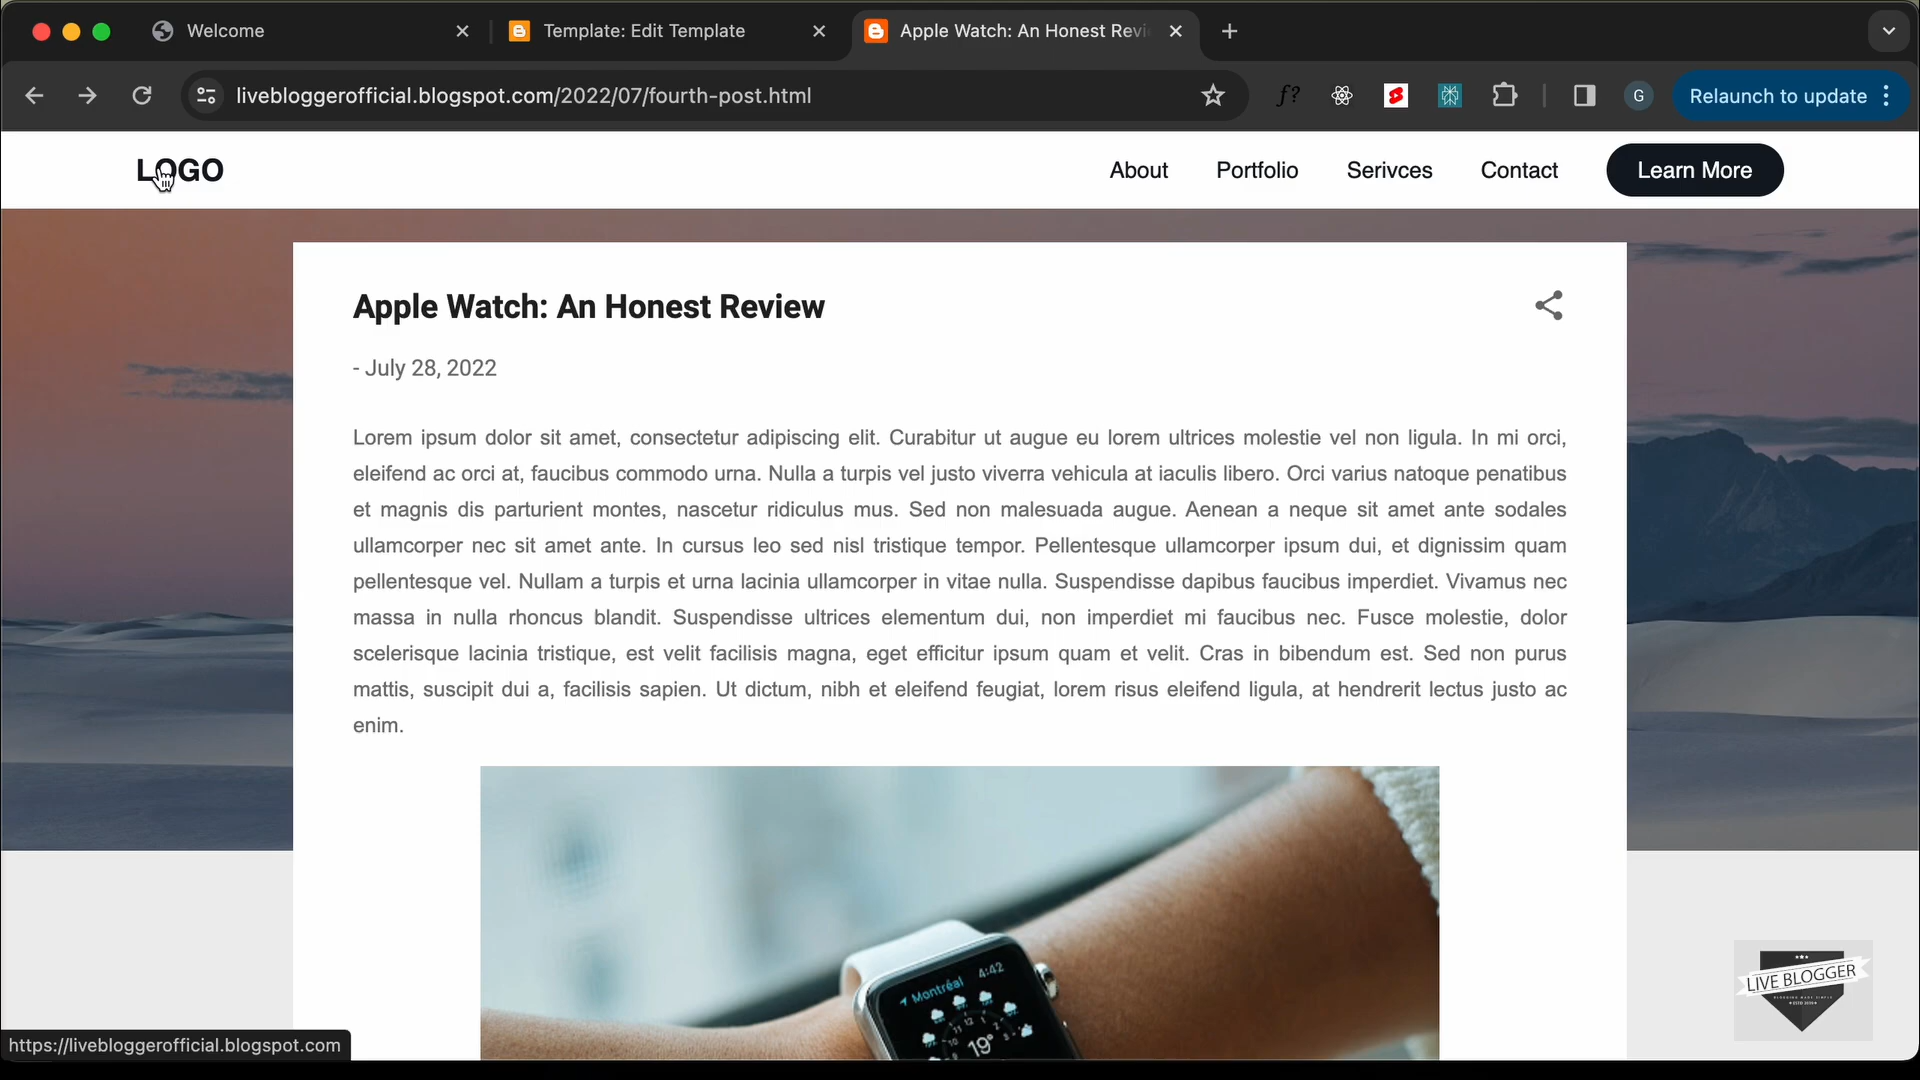 Welcome
Template: Edit Template
Apple Watch: An Honest Revi
livebloggerofficial.blogspot.com/2022/07/fourth-post.html
f?
G
Relaunch to update
LOGO
About
Portfolio
Serivces
Contact
Learn More
Apple Watch: An Honest Review
- July 28, 2022
Lorem ipsum dolor sit amet, consectetur adipiscing elit. Curabitur ut augue eu lorem ultrices molestie vel non ligula. In mi orci,
eleifend ac orci at, faucibus commodo urna. Nulla a turpis vel justo viverra vehicula at iaculis libero. Orci varius natoque penatibus
et magnis dis parturient montes, nascetur ridiculus mus. Sed non malesuada augue. Aenean a neque sit amet ante sodales
ullamcorper nec sit amet ante. In cursus leo sed nisl tristique tempor. Pellentesque ullamcorper ipsum dui, et dignissim quam
pellentesque vel. Nullam a turpis et urna lacinia ullamcorper in vitae nulla. Suspendisse dapibus faucibus imperdiet. Vivamus nec
massa in nulla rhoncus blandit. Suspendisse ultrices elementum dui, non imperdiet mi faucibus nec. Fusce molestie, dolor
scelerisque lacinia tristique, est velit facilisis magna, eget efficitur ipsum quam et velit. Cras in bibendum est. Sed non purus
mattis, suscipit dui a, facilisis sapien. Ut dictum, nibh et eleifend feugiat, lorem risus eleifend ligula, at hendrerit lectus justo ac
enim.
Montréal 4:42
11 12 1
19°
LIVE BLOGGER
https://livebloggerofficial.blogspot.com